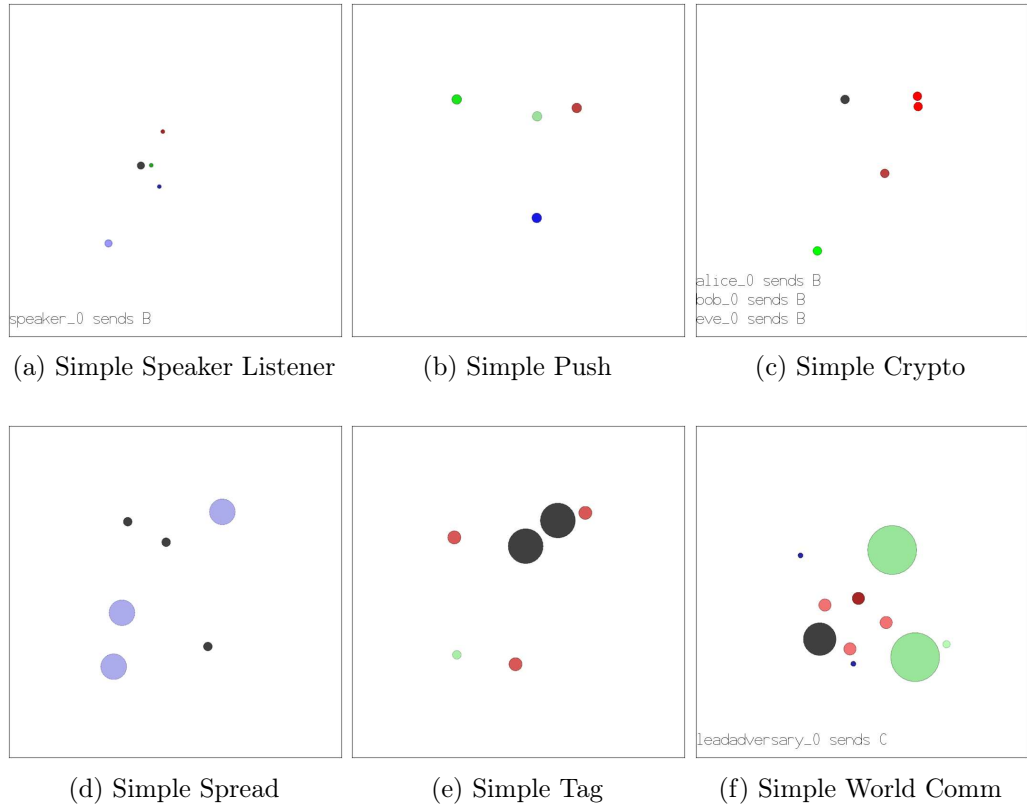 speaker_0 sends B
alice_0 sends B
bob_0 sends B
eve_0 sends B
(a) Simple Speaker Listener
(b) Simple Push
(c) Simple Crypto
leadadversary_0 sends C
(d) Simple Spread
(e) Simple Tag
(f) Simple World Comm